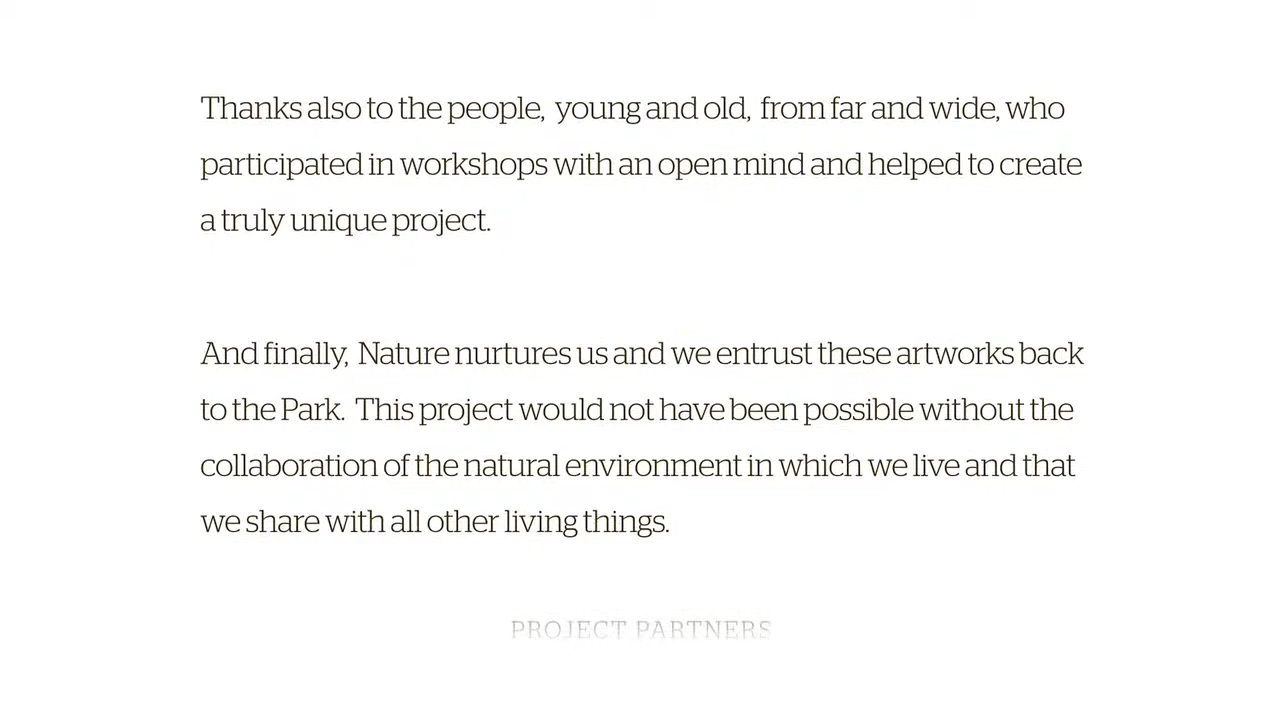 Thanks also to the people, young and old, from far and wide, who
participated in workshops with an open mind and helped to create
a truly unique project.
And finally, Nature nurtures us and we entrust these artworks back
to the Park. This project would not have been possible without the
collaboration of the natural environment in which we live and that
we share with all other living things.
PROJECT PARTNERS